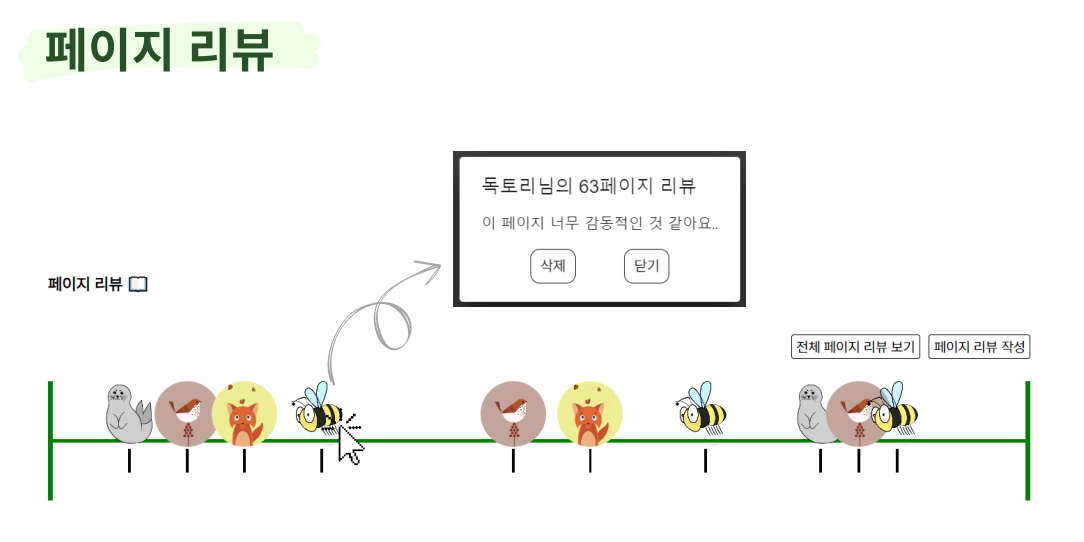 페이지 리뷰
독토리님의 63페이지 리뷰
이 페이지 너무 감동적인 것 같아요..
삭제 닫기
페이지 리뷰
전체 페이지 리뷰 보기 페이지 리뷰 작성